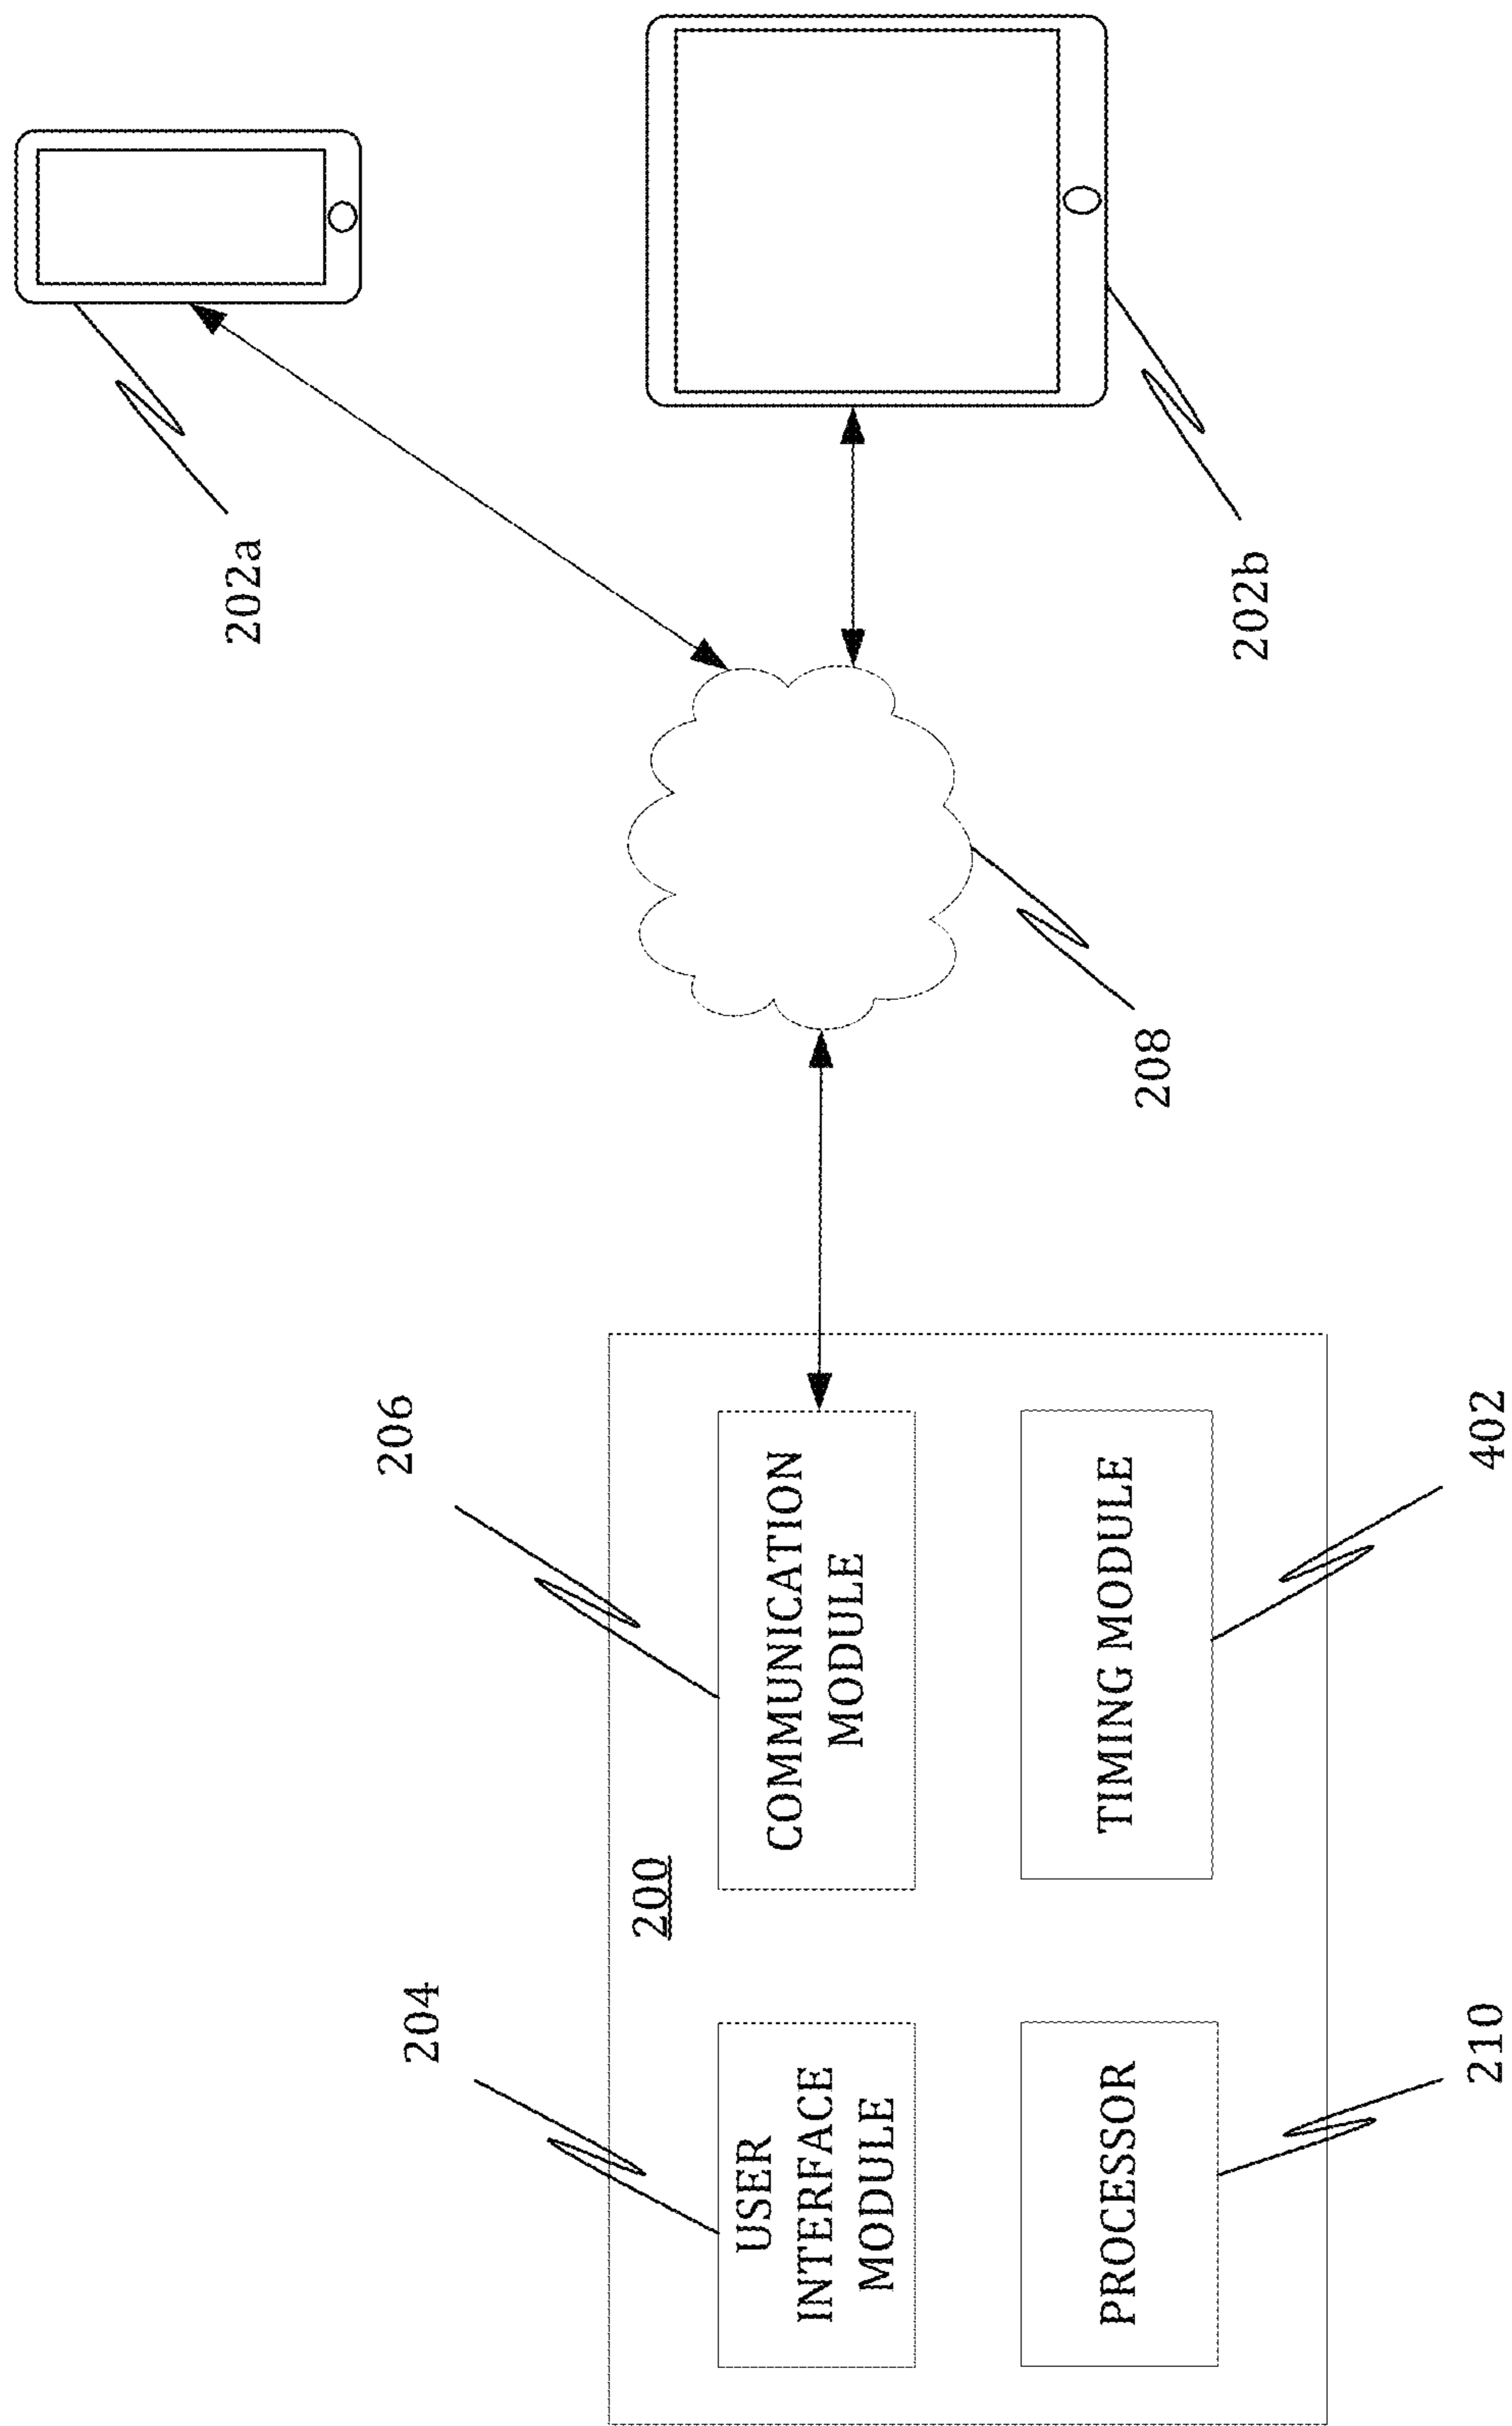 204
206
200
USER
INTERFACE
MODULE
COMMUNICATION
MODULE
PROCESSOR
TIMING MODULE
210
402
208
202a
202b